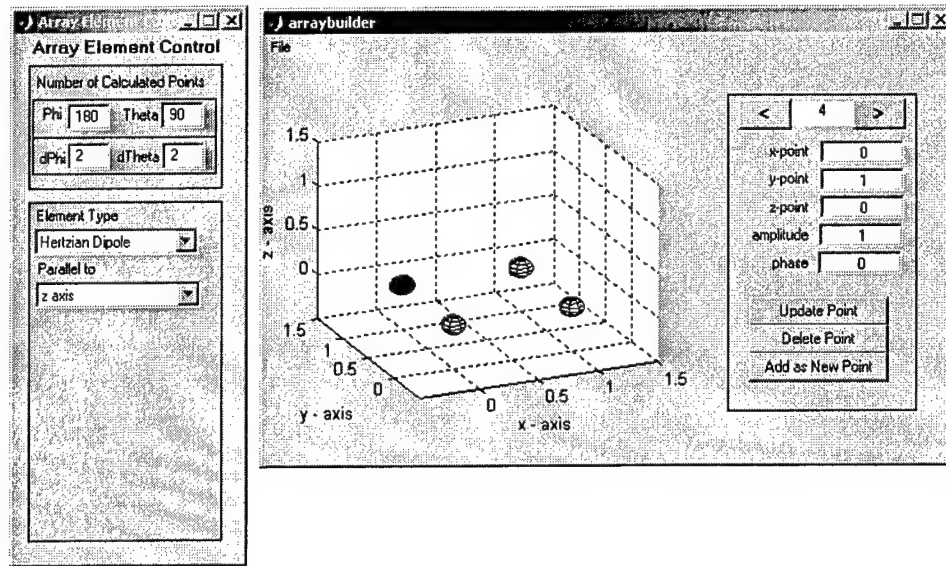 Array Element C
Array Element Control
Number of Calculated Points
Phi 180 Theta 90
dPhi 2 dTheta 2
Element Type
Hertzian Dipole
Parallel to
z axis
arraybuilder
File
1.5
1
0.5
0
z - axis
1.5
1
0.5
0
y - axis
0
0.5
1
1.5
x - axis
< 4 >
x-point 0
y-point 1
z-point 0
amplitude 1
phase 0
Update Point
Delete Point
Add as New Point